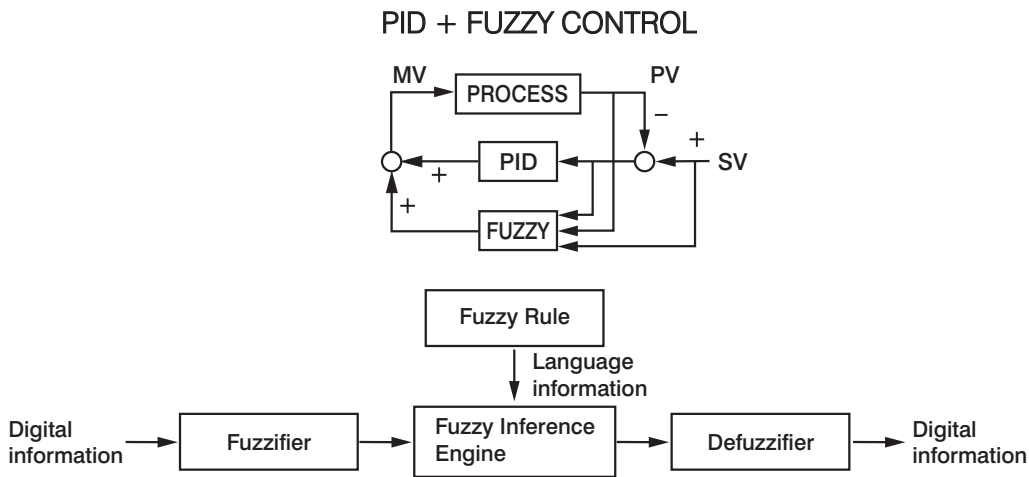 PID + FUZZY CONTROL
MV
PROCESS
PV
−
+
PID
SV
+
+
FUZZY
Fuzzy Rule
Language
information
Digital
information
Fuzzifier
Fuzzy Inference
Engine
Defuzzifier
Digital
information